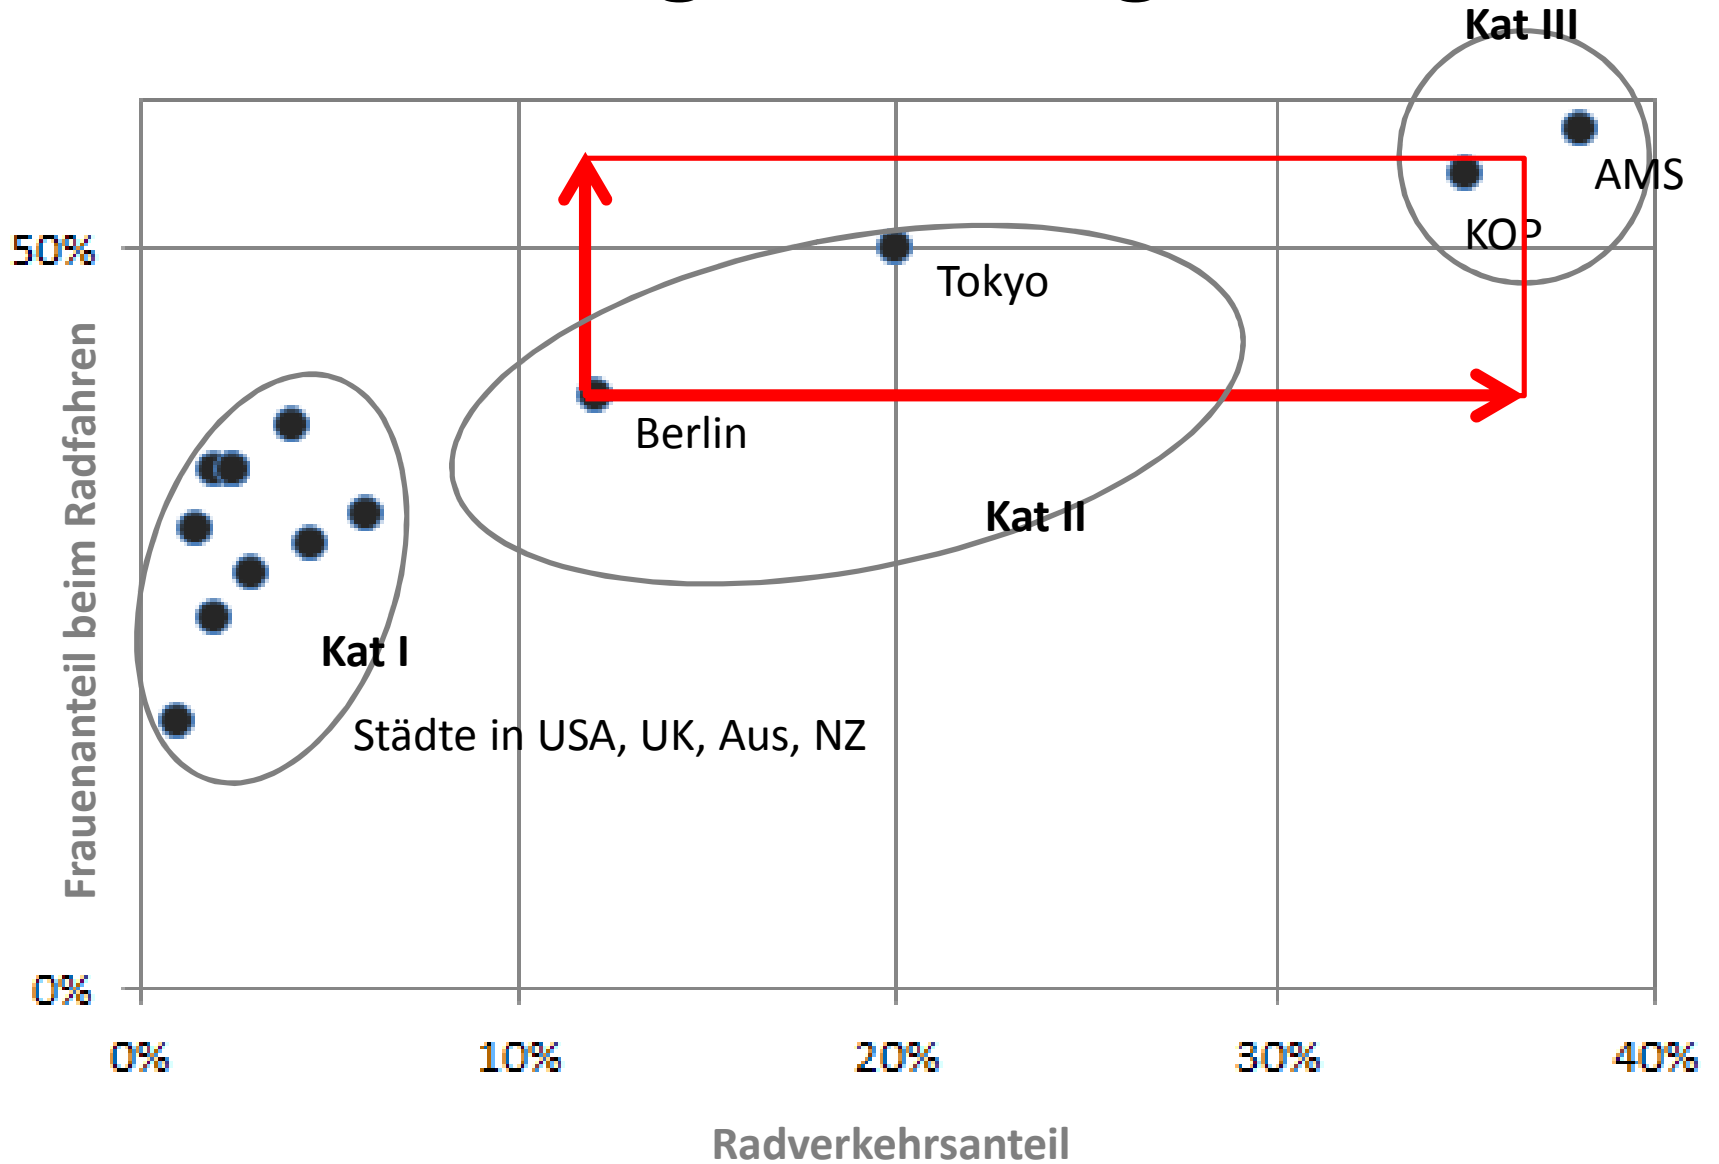 Kat III
AMS
50%
KOP
Tokyo
Berlin
Kat II
Kat I
Städte in USA, UK, Aus, NZ
Frauenanteil beim Radfahren
0%
0%
10%
20%
30%
40%
Radverkehrsanteil